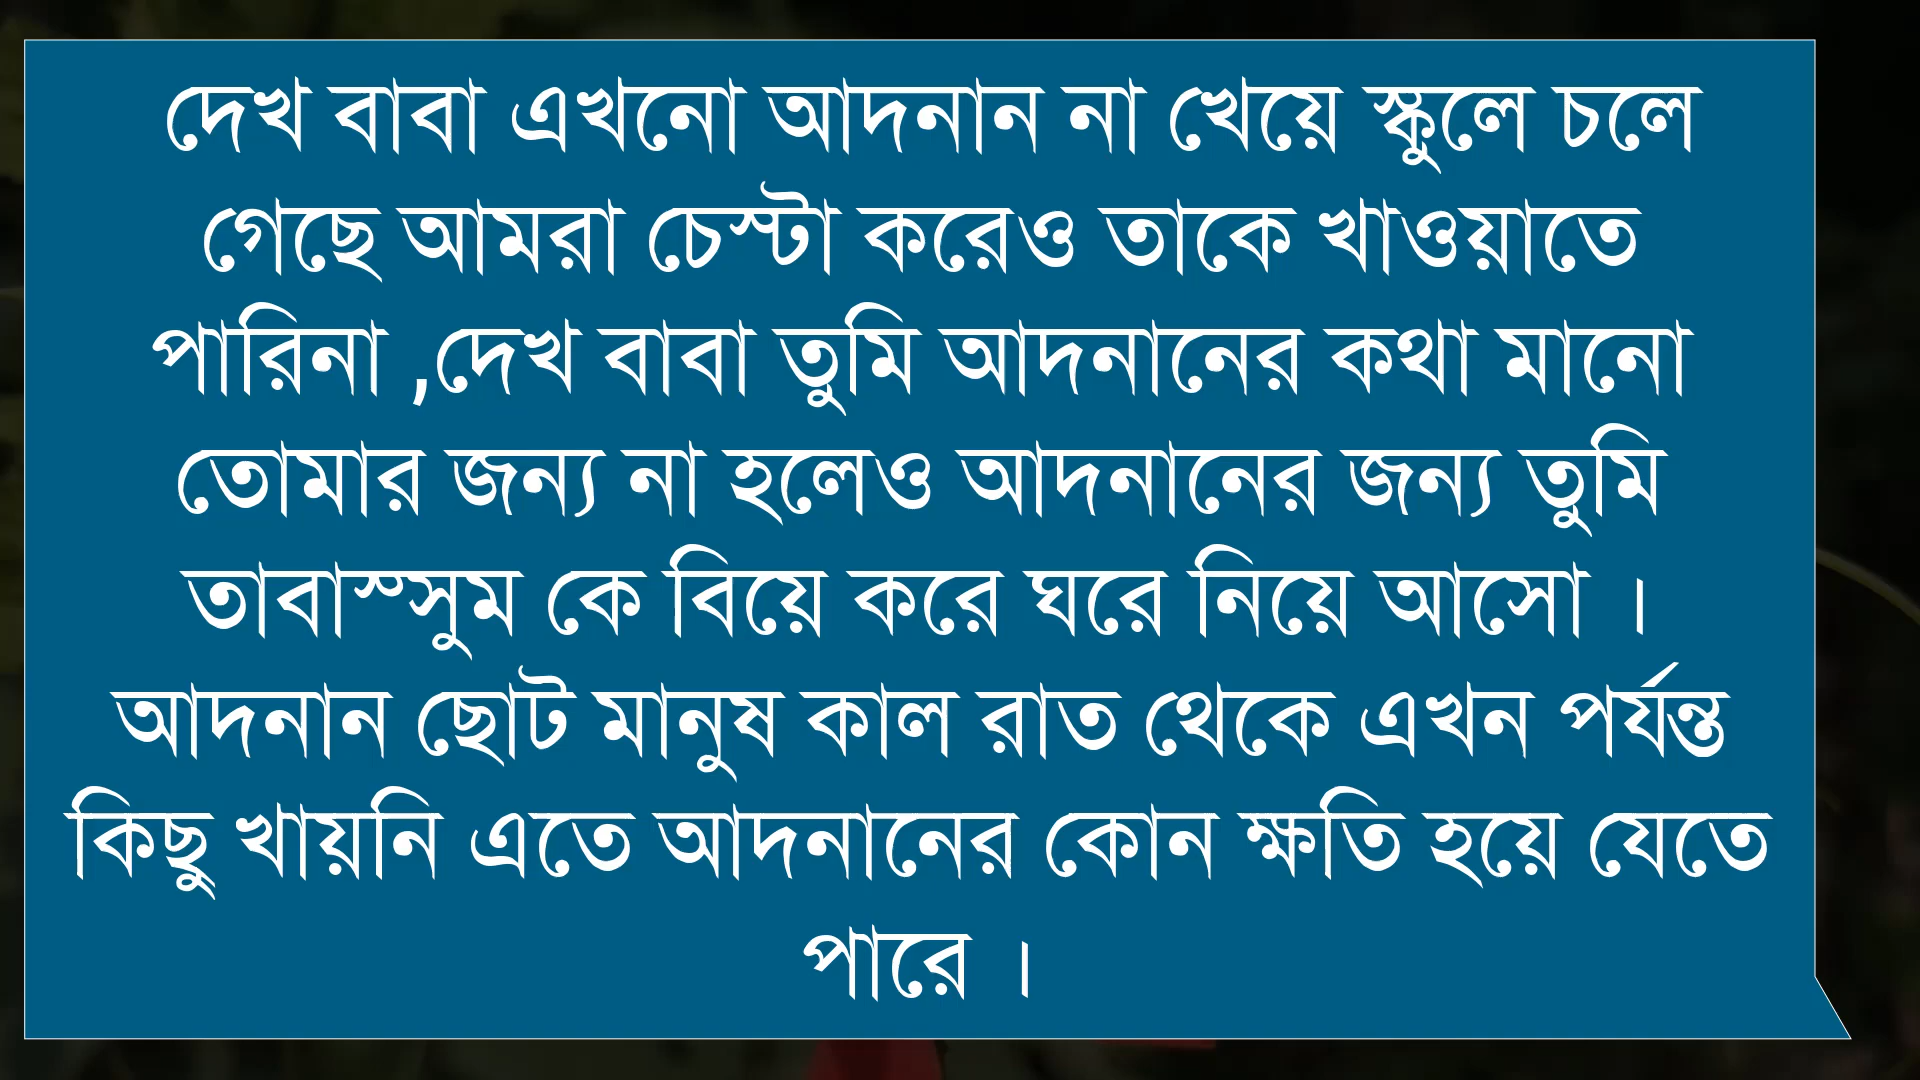 দেখ বাবা এখনো আদনান না খেয়ে স্কুলে চলে
গেছে আমরা চেস্টা করেও তাকে খাওয়াতে
পারিনা ,দেখ বাবা তুমি আদনানের কথা মানো
তোমার জন্য না হলেও আদনানের জন্য তুমি
তাবাস্সুম কে বিয়ে করে ঘরে নিয়ে আসো ।
আদনান ছোট মানুষ কাল রাত থেকে এখন পর্যন্ত
কিছু খায়নি এতে আদনানের কোন ক্ষতি হয়ে যেতে
পারে ।